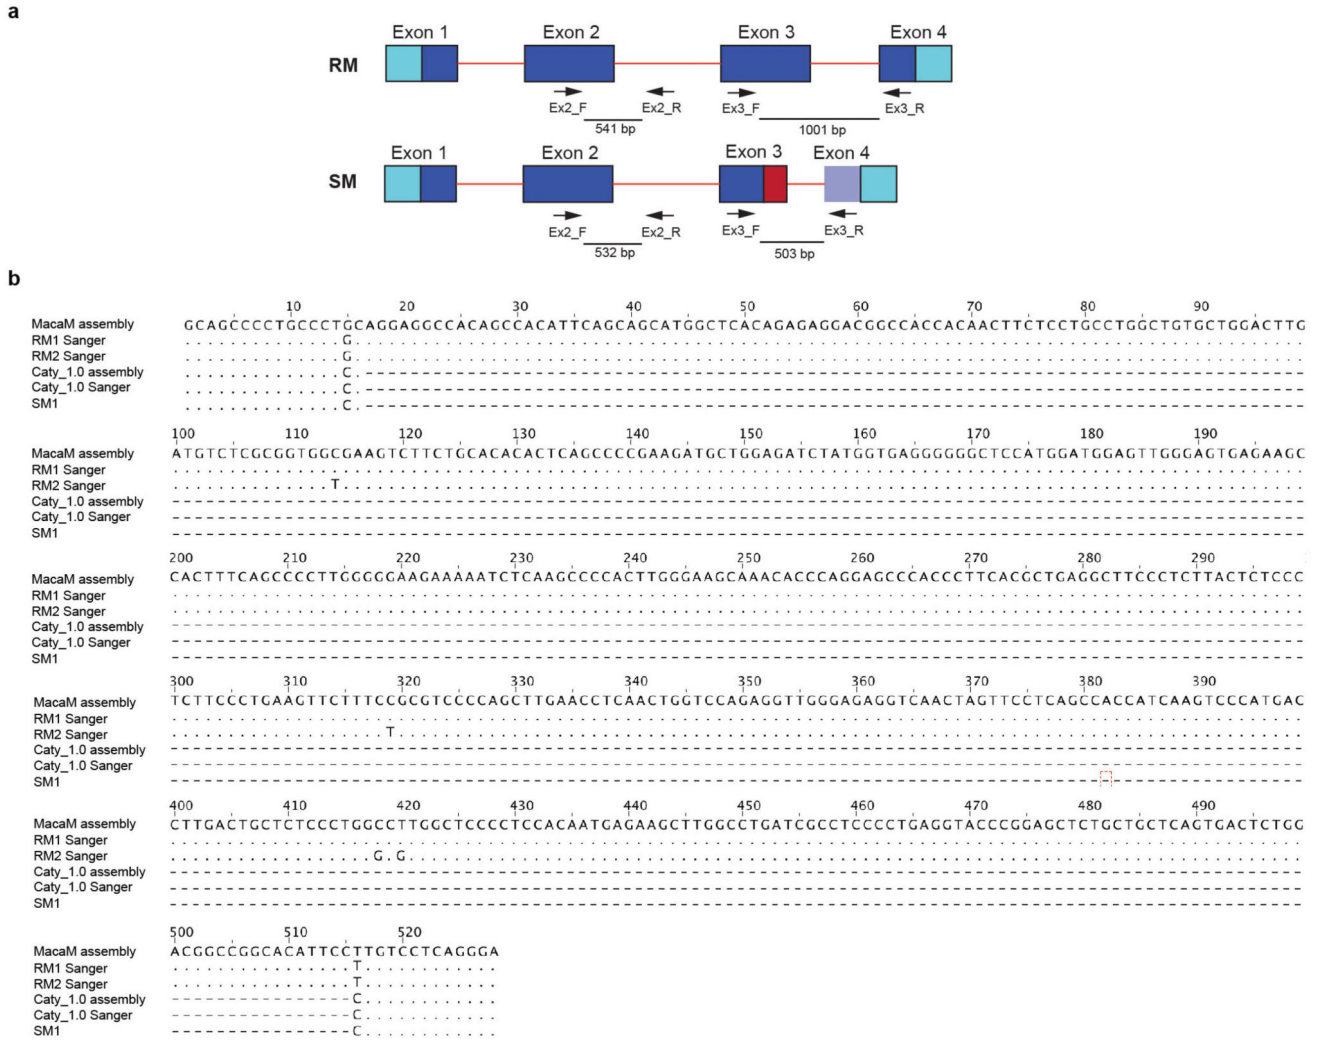 a
Exon 1 Exon 2 Exon 3 Exon 4
RM
Ex2_F Ex2_R Ex3_F Ex3_R
541 bp 1001 bp
Exon 1 Exon 2 Exon 3 Exon 4
SM
Ex2_F Ex2_R Ex3_F Ex3_R
532 bp 503 bp
b
10 20 30 40 50 60 70 80 90
MacaM assembly GCAGCCCCTGCCCTGCAGGAGGCCACAGCCACATTCAGCAGCATGGCTCACAGAGAGGACGGCCACCACAACTTCTCCTGCCTGGCTGTGCTGGACTTG
RM1 Sanger G
RM2 Sanger G
Caty_1.0 assembly C
Caty_1.0 Sanger C
SM1 C
100 110 120 130 140 150 160 170 180 190
MacaM assembly ATGTCTCGCGGTGGCGAAGTCTTCTGCACACACTCAGCCCCGAAGATGCTGGAGATCTATGGTGAGGGGGGCTCCATGGATGGAGTTGGGAGTGAGAAGC
RM1 Sanger
RM2 Sanger T
Caty_1.0 assembly
Caty_1.0 Sanger
SM1
200 210 220 230 240 250 260 270 280 290
MacaM assembly CACTTTCAGCCCCTTGGGGGAAGAAAAATCTCAAGCCCCACTTGGGAAGCAAACACCCAGGAGCCCACCCTTCACGCTGAGGCTTCCCTCTTACTCTCCC
RM1 Sanger
RM2 Sanger
Caty_1.0 assembly
Caty_1.0 Sanger
SM1
300 310 320 330 340 350 360 370 380 390
MacaM assembly TCTTCCCTGAAGTTCTTTCCGCGTCCCCAGCTTGAACCTCAACTGGTCCAGAGGTTGGGAGAGGTCAACTAGTTCCTCAGCCACCATCAAGTCCCATGAC
RM1 Sanger
RM2 Sanger T
Caty_1.0 assembly
Caty_1.0 Sanger
SM1
400 410 420 430 440 450 460 470 480 490
MacaM assembly CTTGACTGCTCTCCCTGGCCTTGGCTCCCCTCCACAATGAGAAGCTTGGCCTGATCGCCTCCCCTGAGGTACCCGGAGCTCTGCTGCTCAGTGACTCTGG
RM1 Sanger
RM2 Sanger G . G
Caty_1.0 assembly
Caty_1.0 Sanger
SM1
500 510 520
MacaM assembly ACGGCCGGCACATTCCTTGTCCTCAGGGA
RM1 Sanger T
RM2 Sanger T
Caty_1.0 assembly C
Caty_1.0 Sanger C
SM1 C